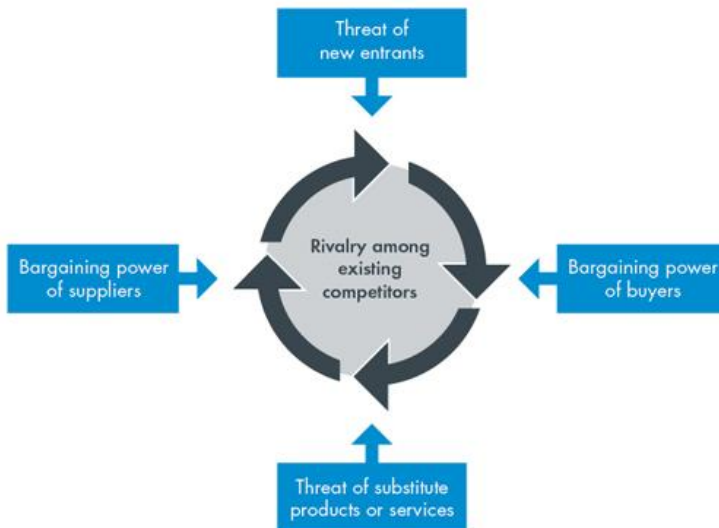 Threat of
new entrants
Bargaining power
of suppliers
Rivalry among
existing
competitors
Bargaining power
of buyers
Threat of substitute
products or services